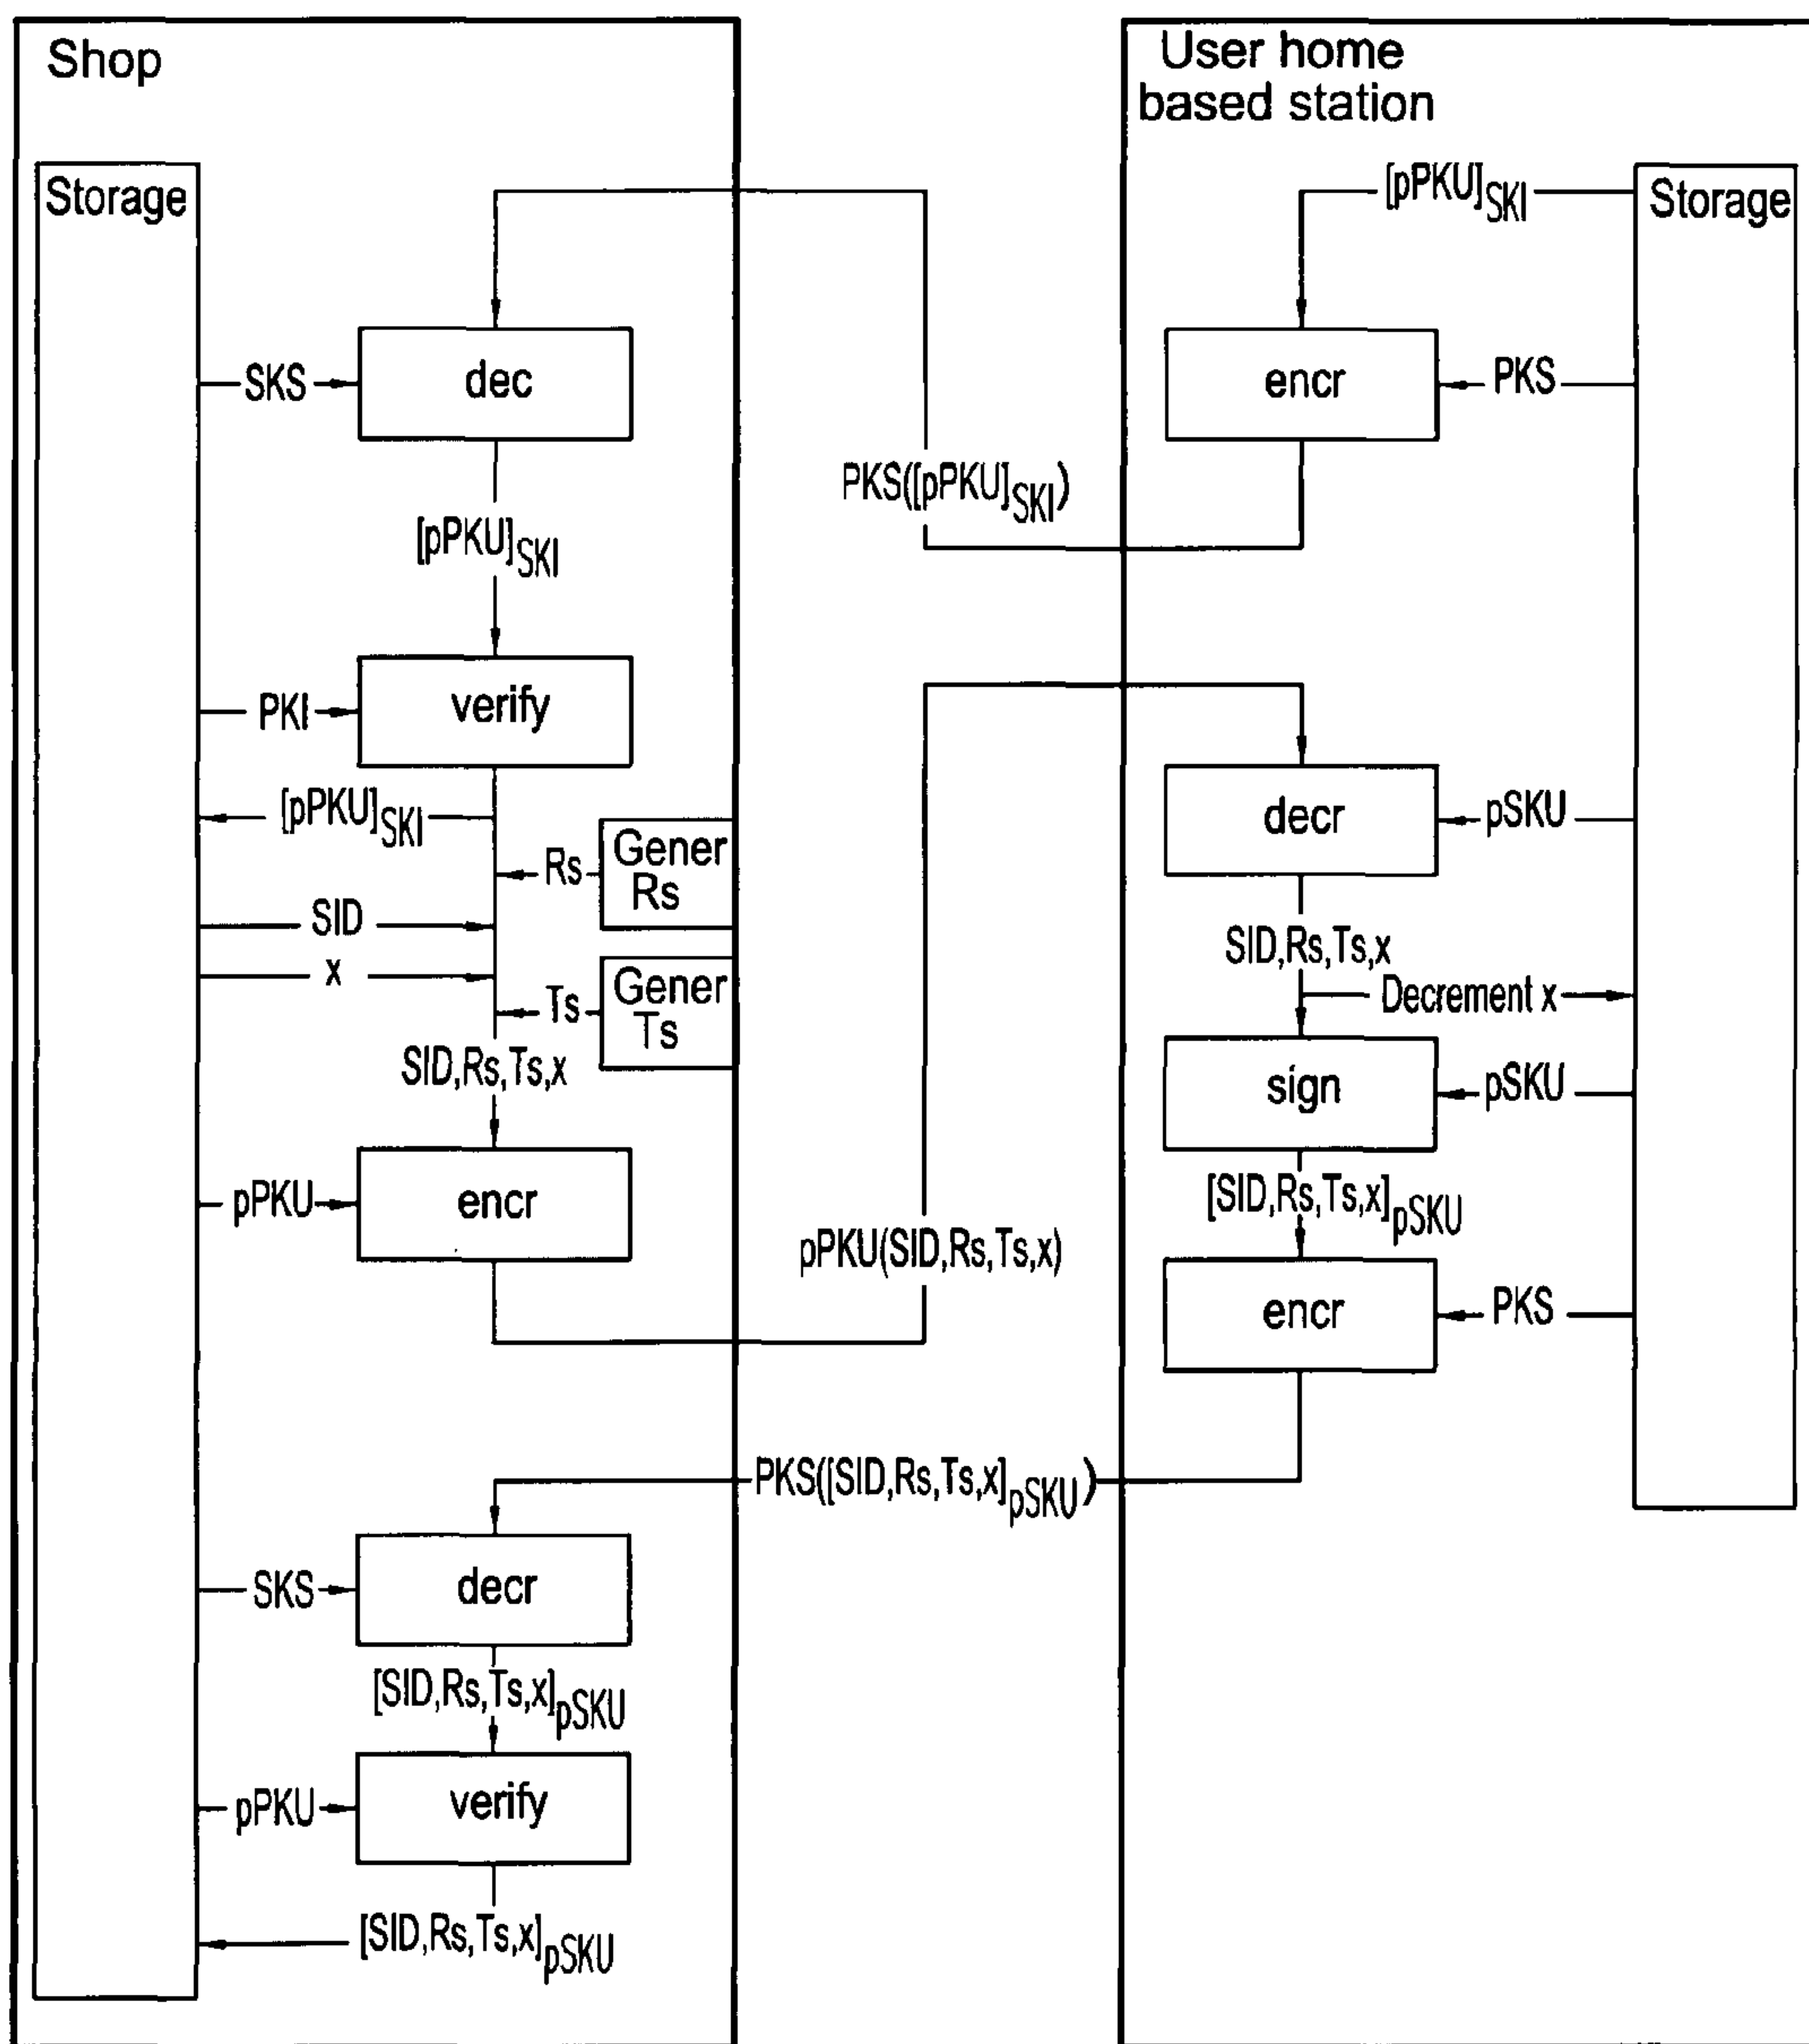 Shop
Storage
SKS
dec
[pPKU]SKI
PKI
verify
[pPKU]SKI
Rs
Gener
Rs
SID
x
Ts
Gener
Ts
SID,Rs,Ts,x
pPKU
encr
SKS
decr
[SID,Rs,Ts,x]pSKU
pPKU
verify
[SID,Rs,Ts,x]pSKU
PKS([pPKU]SKI)
pPKU(SID,Rs,Ts,x)
PKS([SID,Rs,Ts,x]pSKU)
User home
based station
[pPKU]SKI
Storage
encr
PKS
decr
pSKU
SID,Rs,Ts,x
Decrement x
sign
pSKU
[SID,Rs,Ts,x]pSKU
encr
PKS